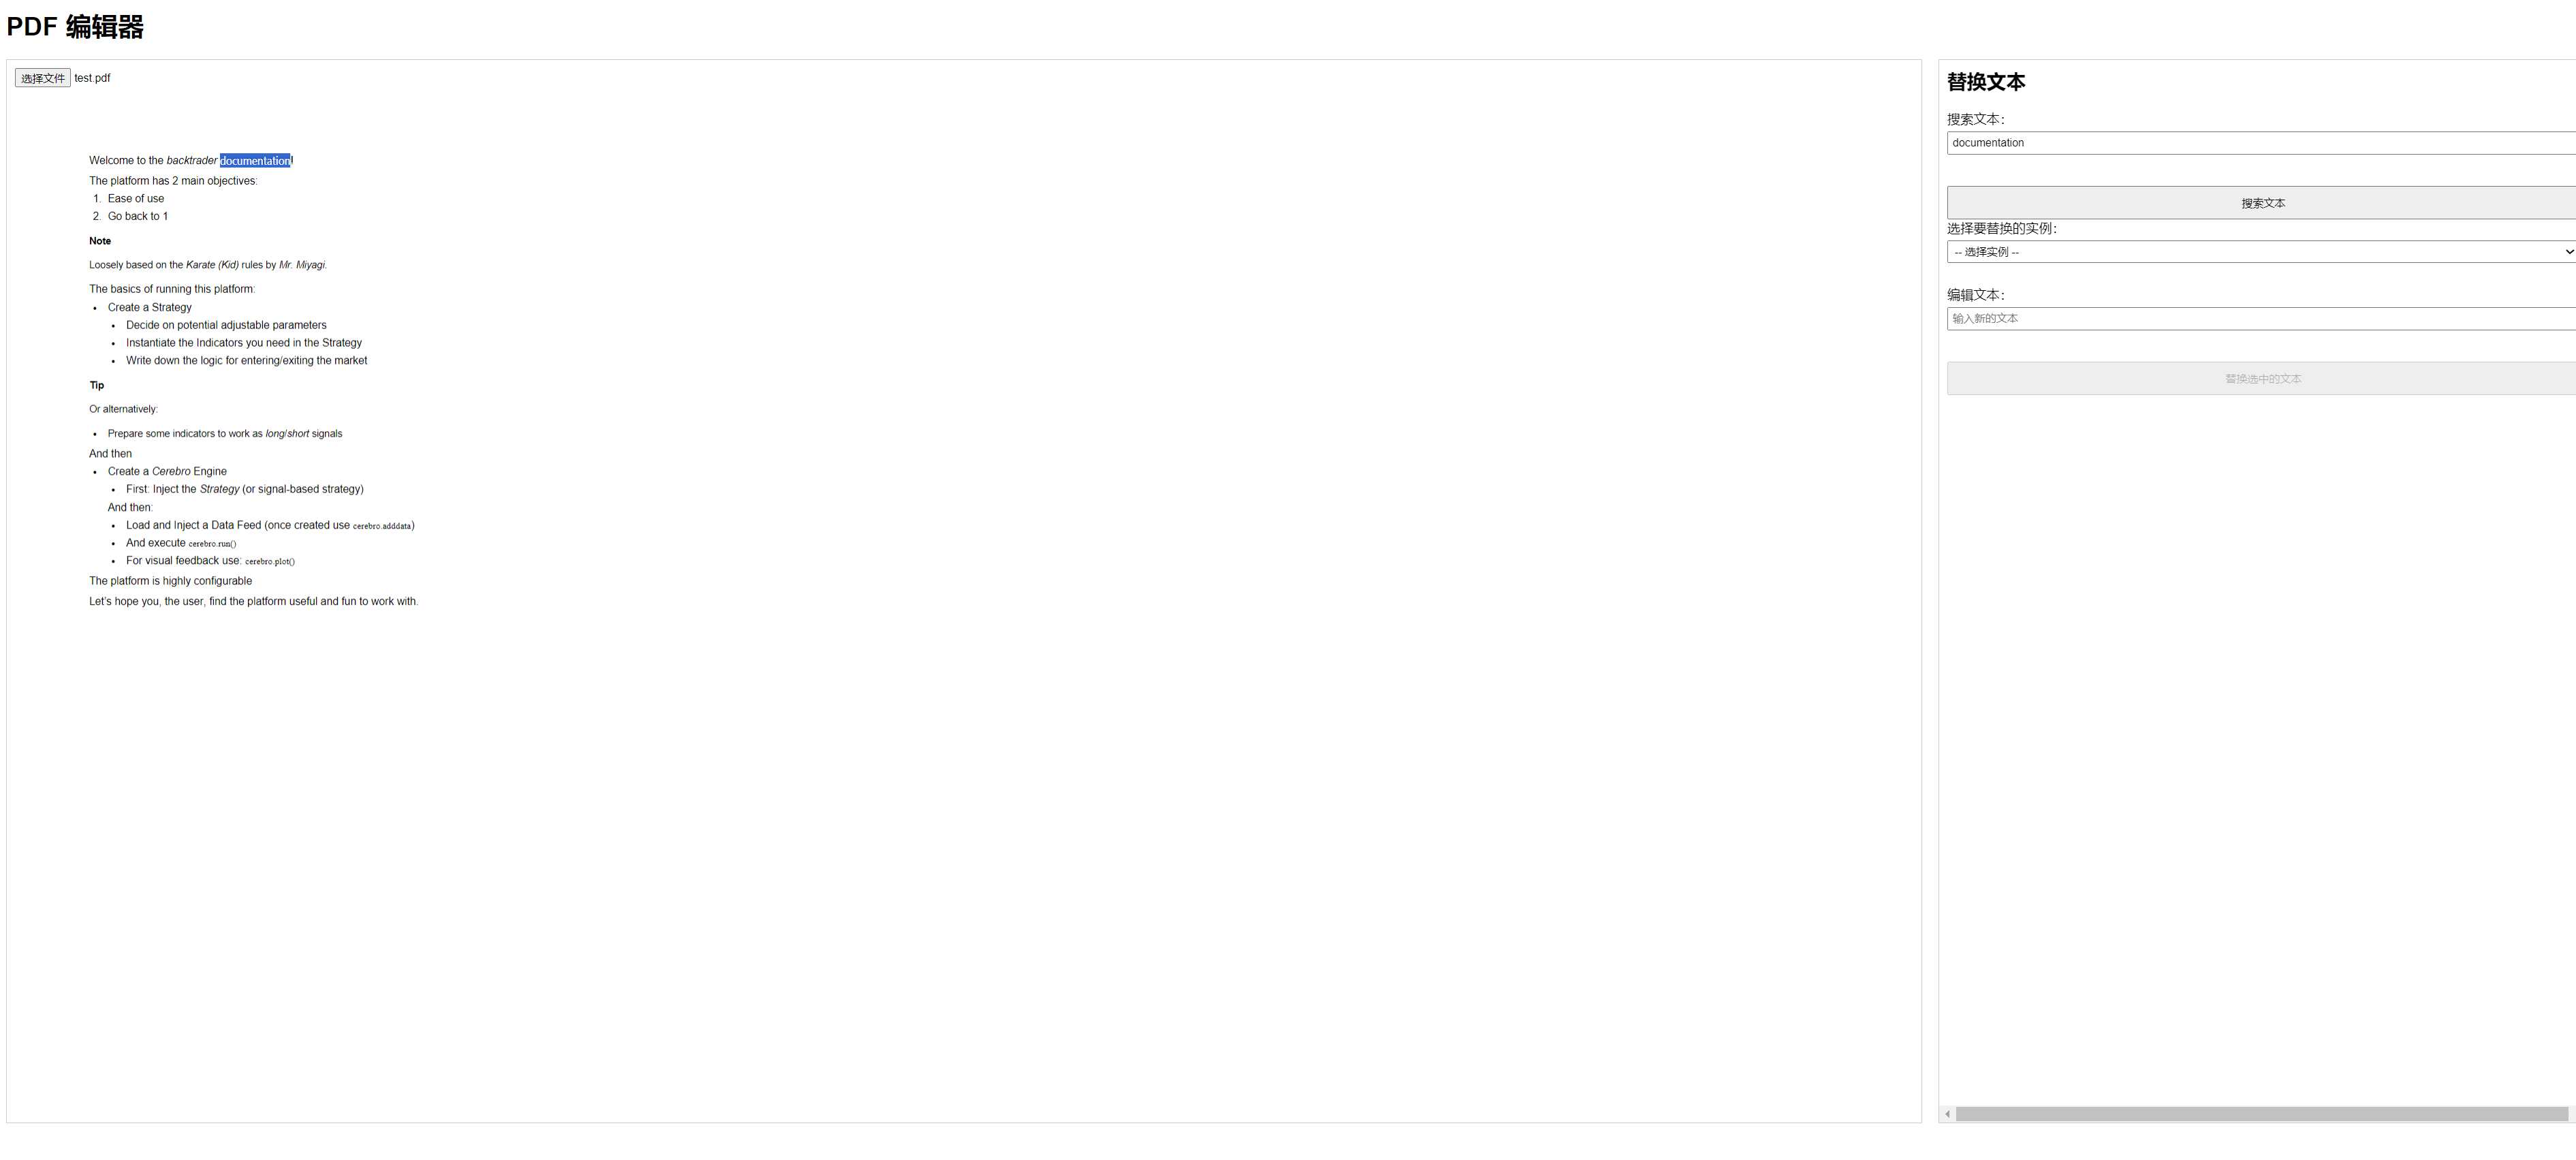 PDF 编辑器
选择文件 test.pdf
Welcome to the backtrader documentation!
The platform has 2 main objectives:
1. Ease of use
2. Go back to 1
Note
Loosely based on the Karate (Kid) rules by Mr. Miyagi.
The basics of running this platform:
• Create a Strategy
• Decide on potential adjustable parameters
• Instantiate the Indicators you need in the Strategy
• Write down the logic for entering/exiting the market
Tip
Or alternatively:
• Prepare some indicators to work as long/short signals
And then
• Create a Cerebro Engine
• First: Inject the Strategy (or signal-based strategy)
And then:
• Load and Inject a Data Feed (once created use cerebro.adddata)
• And execute cerebro.run()
• For visual feedback use: cerebro.plot()
The platform is highly configurable
Let’s hope you, the user, find the platform useful and fun to work with.
替换文本
搜索文本:
documentation
搜索文本
选择要替换的实例:
-- 选择实例 --
编辑文本:
输入新的文本
替换选中的文本